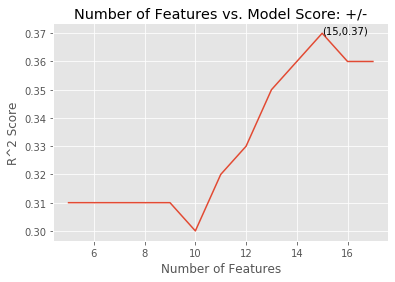 Number of Features vs. Model Score: +/-
(15,0.37)
0.37
0.36
0.35
0.34
0.33
0.32
0.31
0.30
R^2 Score
6 8 10 12 14 16
Number of Features